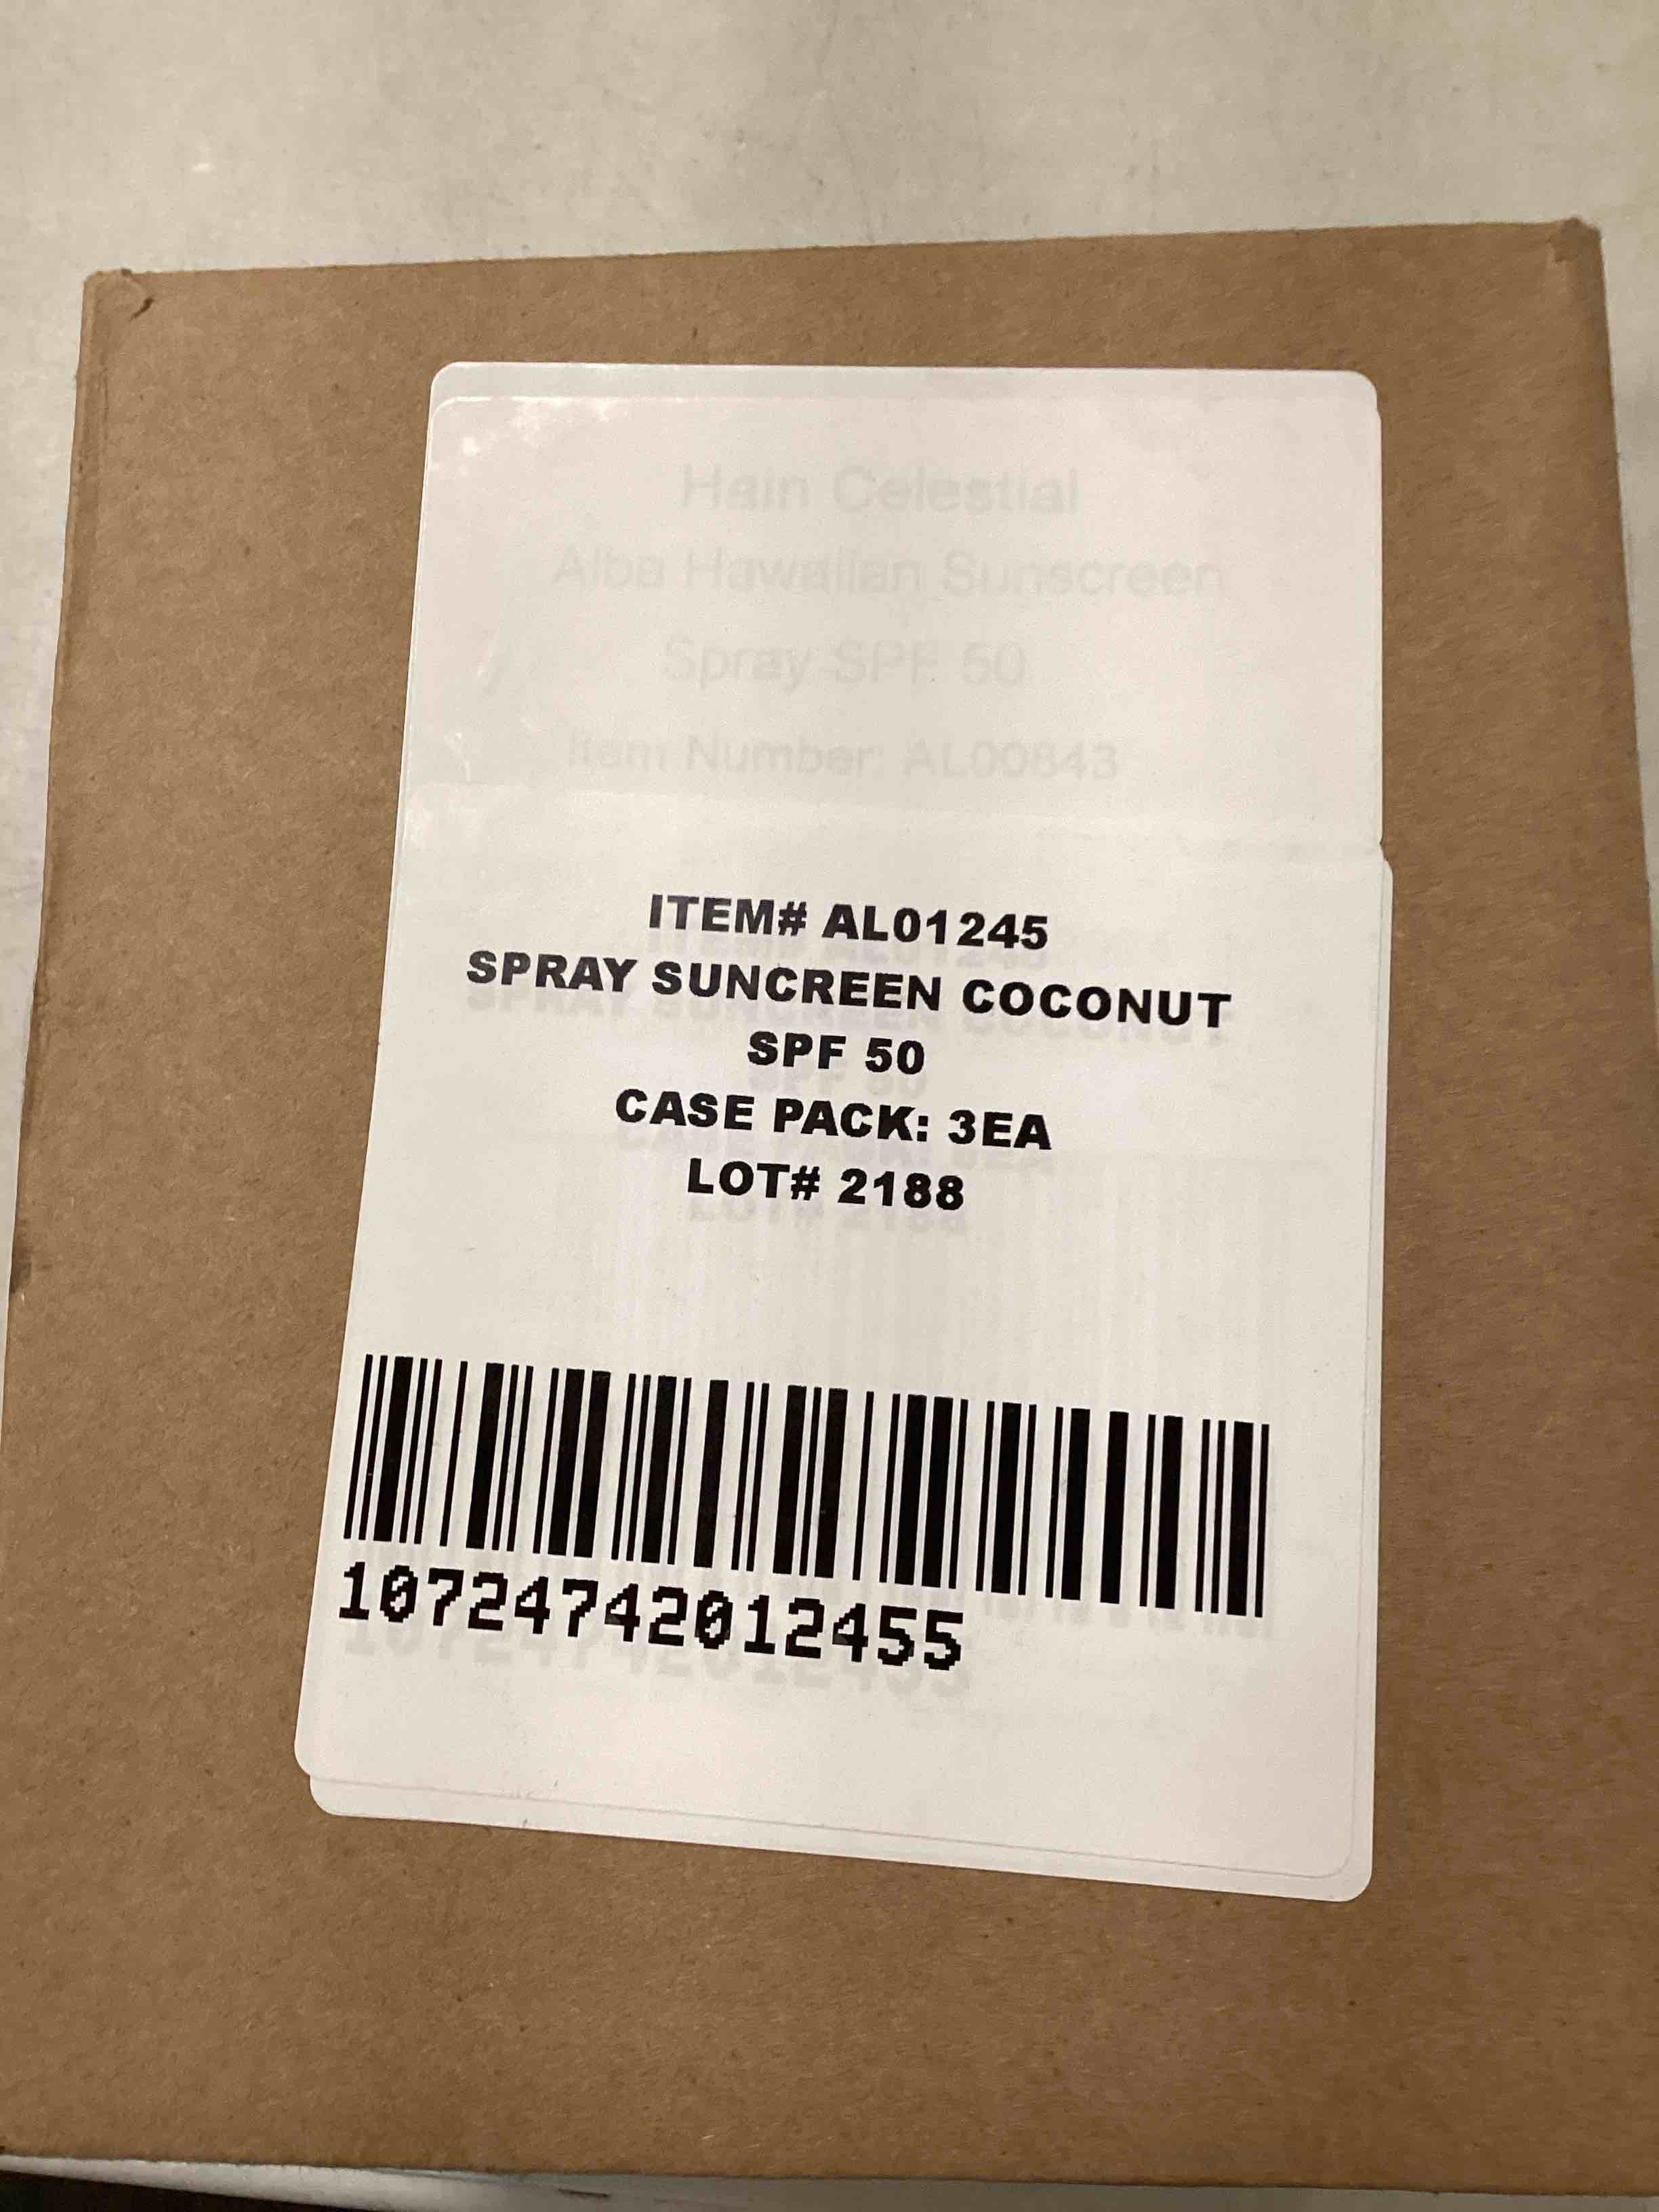 Hain Celestial
Alba Hawaiian Sunscreen
Spray SPF 50
Item Number: AL00843
ITEM# AL01245
SPRAY SUNCREEN COCONUT
SPF 50
CASE PACK: 3EA
LOT# 2188
10724742012455